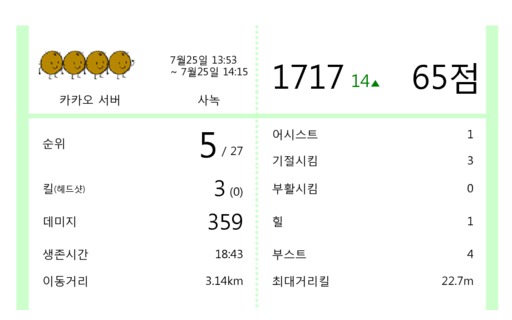 7월25일 13:53
~ 7월25일 14:15
카카오 서버
사녹
1717 14▲ 65점
순위 5 / 27
킬(헤드샷) 3 (0)
데미지 359
생존시간 18:43
이동거리 3.14km
어시스트 1
기절시킴 3
부활시킴 0
힐 1
부스트 4
최대거리킬 22.7m